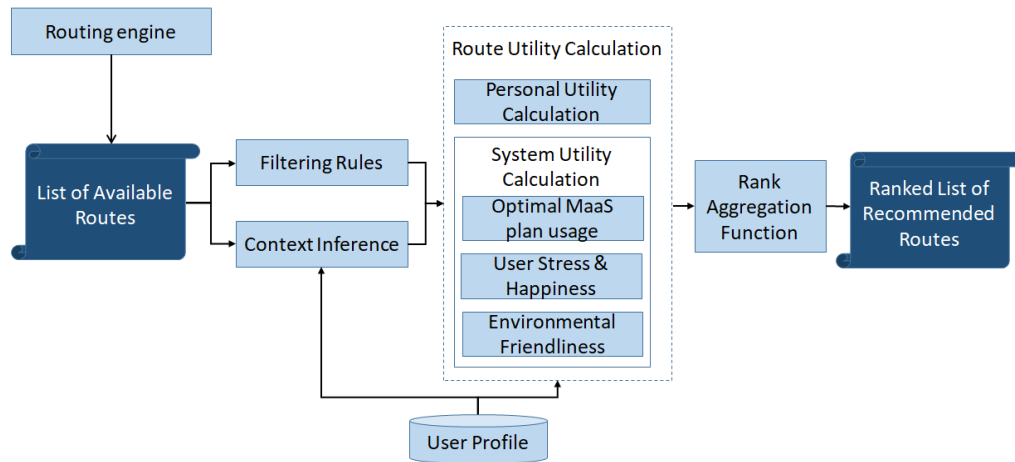 Routing engine
List of Available
Routes
Filtering Rules
Context Inference
Route Utility Calculation
Personal Utility
Calculation
System Utility
Calculation
Optimal MaaS
plan usage
User Stress &
Happiness
Environmental
Friendliness
Rank
Aggregation
Function
Ranked List of
Recommended
Routes
User Profile